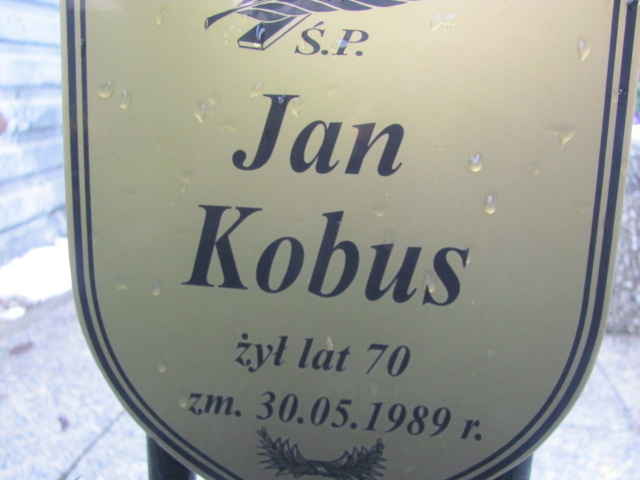 Ś.P.
Jan
Kobus
żył lat 70
zm. 30.05.1989 r.